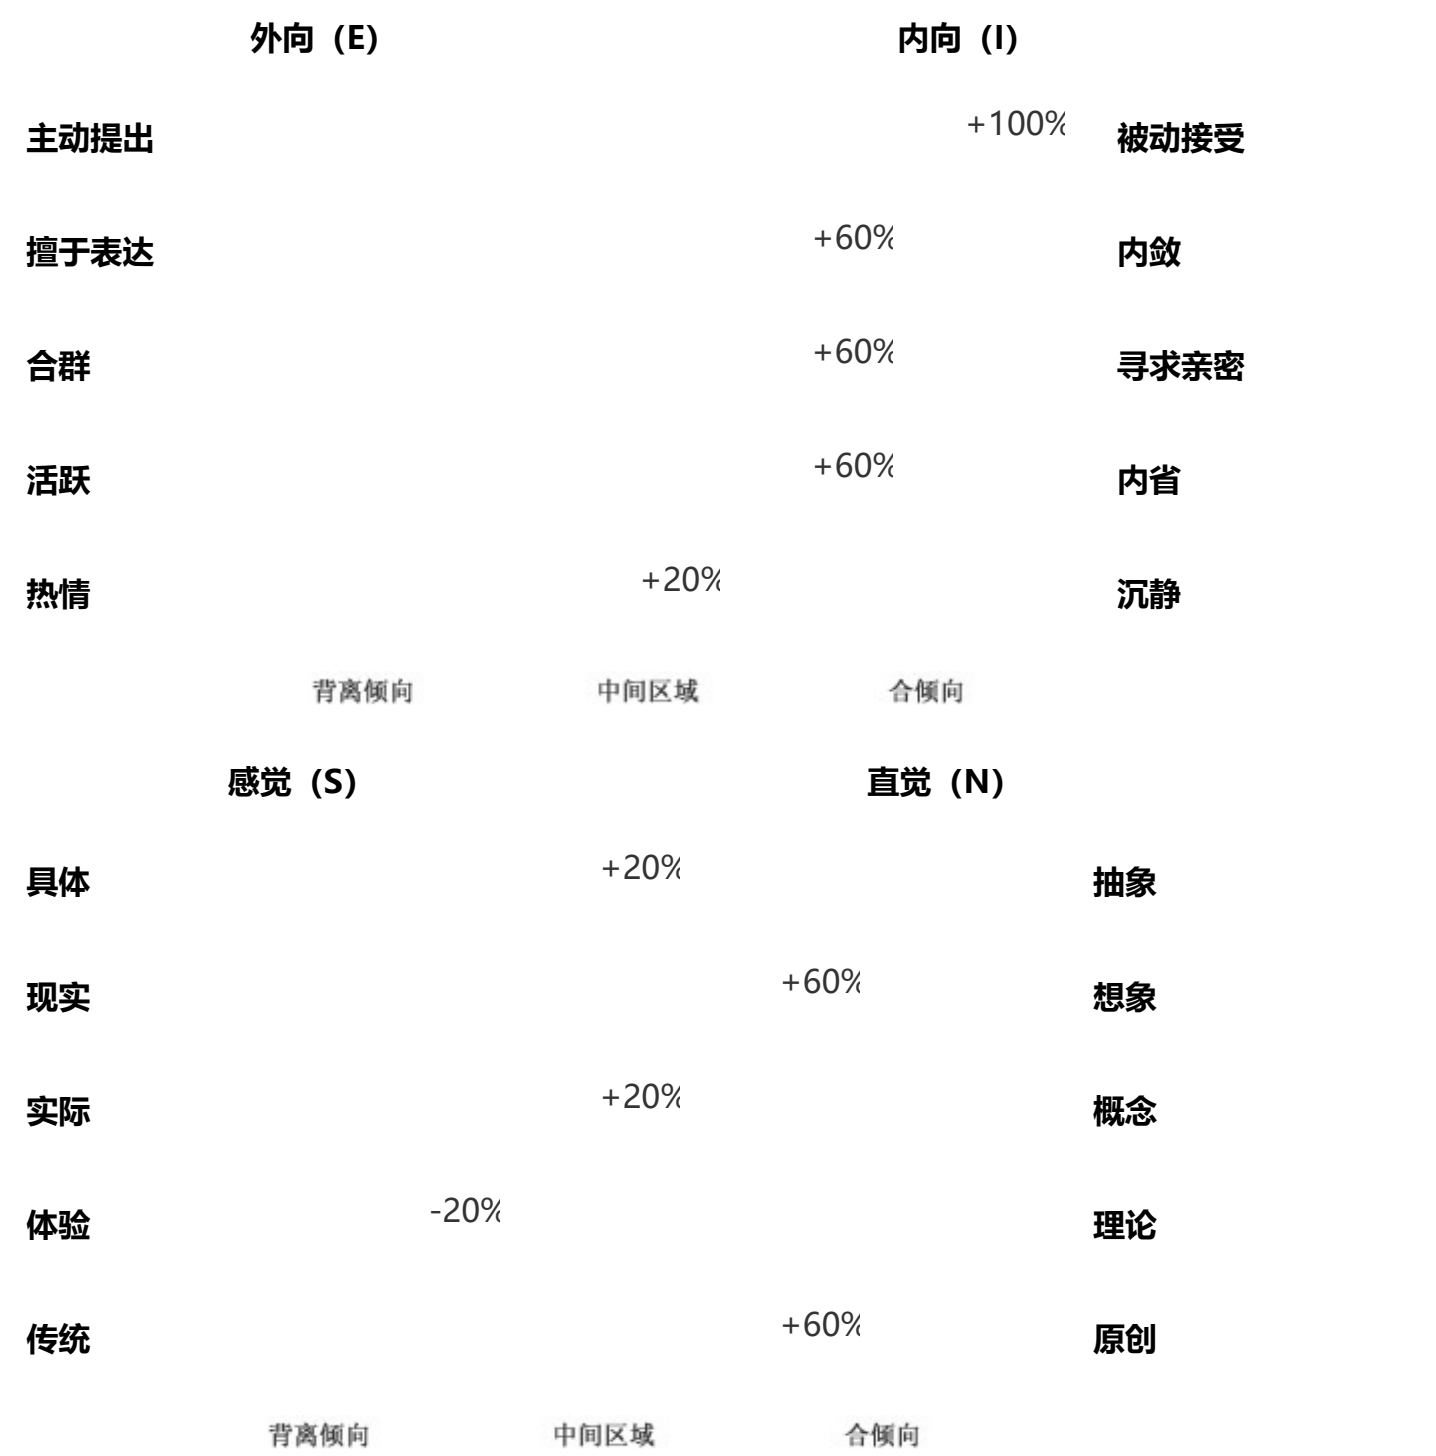 外向（E） 内向（I）
主动提出 +100% 被动接受
擅于表达 +60% 内敛
合群 +60% 寻求亲密
活跃 +60% 内省
热情 +20% 沉静
背离倾向 中间区域 合倾向
感觉（S） 直觉（N）
具体 +20% 抽象
现实 +60% 想象
实际 +20% 概念
体验 -20% 理论
传统 +60% 原创
背离倾向 中间区域 合倾向